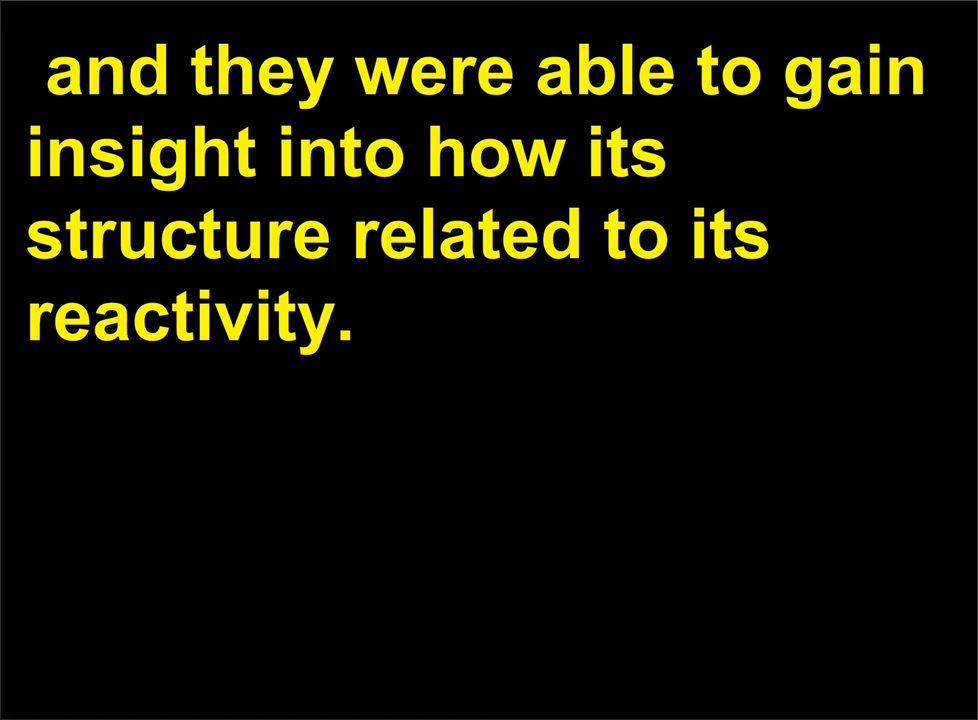 and they were able to gain
insight into how its
structure related to its
reactivity.